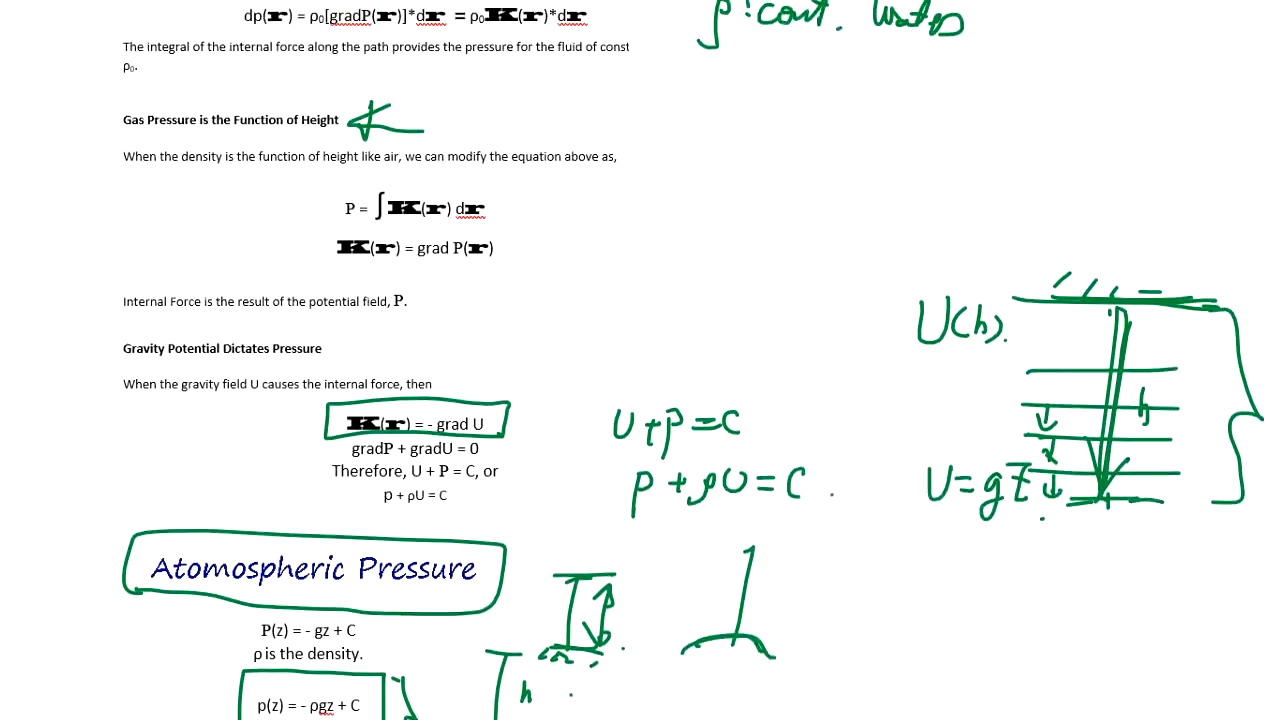 dp(r) = ρ₀[gradP(r)]*dr = ρ₀K(r)*dr
ρ : cont. water
The integral of the internal force along the path provides the pressure for the fluid of const
ρ₀.
Gas Pressure is the Function of Height
When the density is the function of height like air, we can modify the equation above as,
P = ∫K(r) dr
K(r) = grad P(r)
Internal Force is the result of the potential field, P.
U(h).
Gravity Potential Dictates Pressure
When the gravity field U causes the internal force, then
K(r) = - grad U
gradP + gradU = 0
Therefore, U + P = C, or
p + ρU = C
U + P = C
p + ρU = C .
h
U = gZ
Atomospheric Pressure
P(z) = - gz + C
ρ is the density.
h
p(z) = - ρgz + C